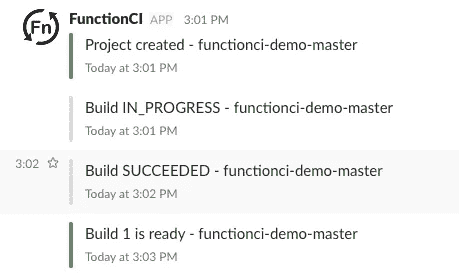 Fn
FunctionCI APP 3:01 PM
Project created - functionci-demo-master
Today at 3:01 PM
Build IN_PROGRESS - functionci-demo-master
Today at 3:01 PM
3:02 Build SUCCEEDED - functionci-demo-master
Today at 3:02 PM
Build 1 is ready - functionci-demo-master
Today at 3:03 PM